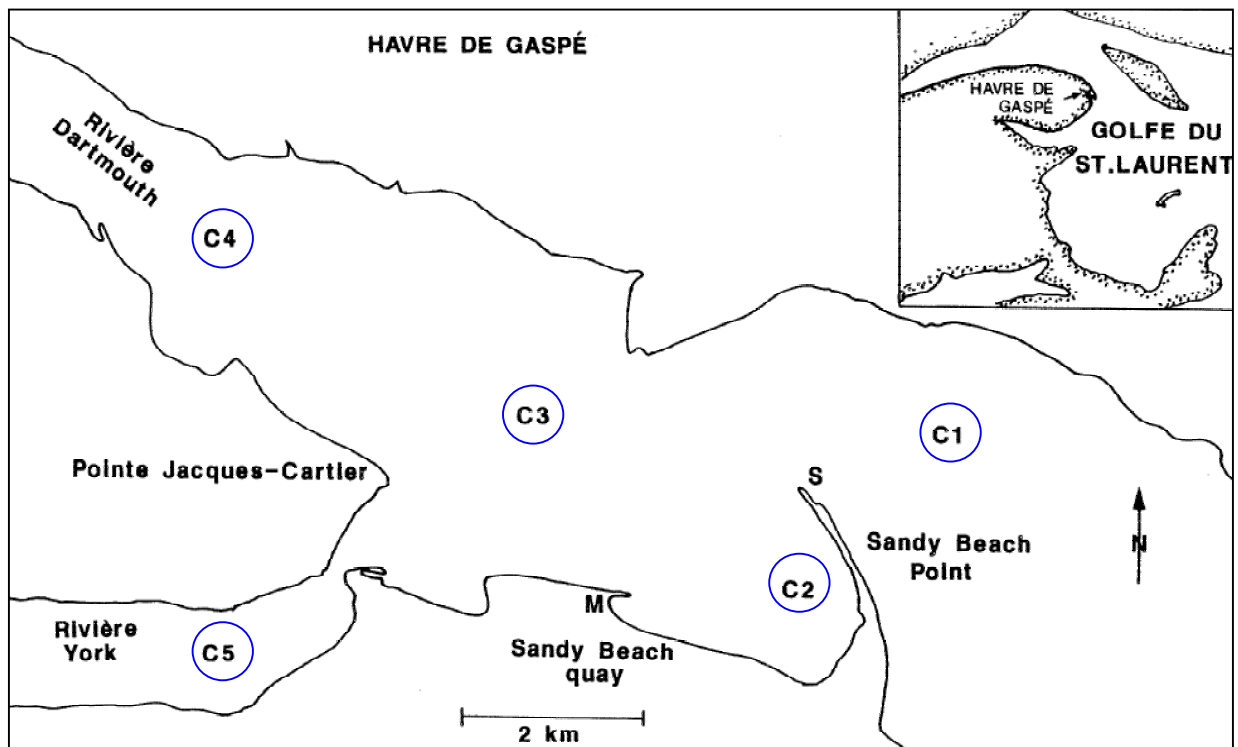 HAVRE DE GASPÉ
HAVRE DE
GASPÉ
GOLFE DU
ST.LAURENT
Rivière
Dartmouth
C4
C3
C1
Pointe Jacques-Cartier
S
Sandy Beach
Point
N
C2
M
Rivière
York
C5
Sandy Beach
quay
2 km